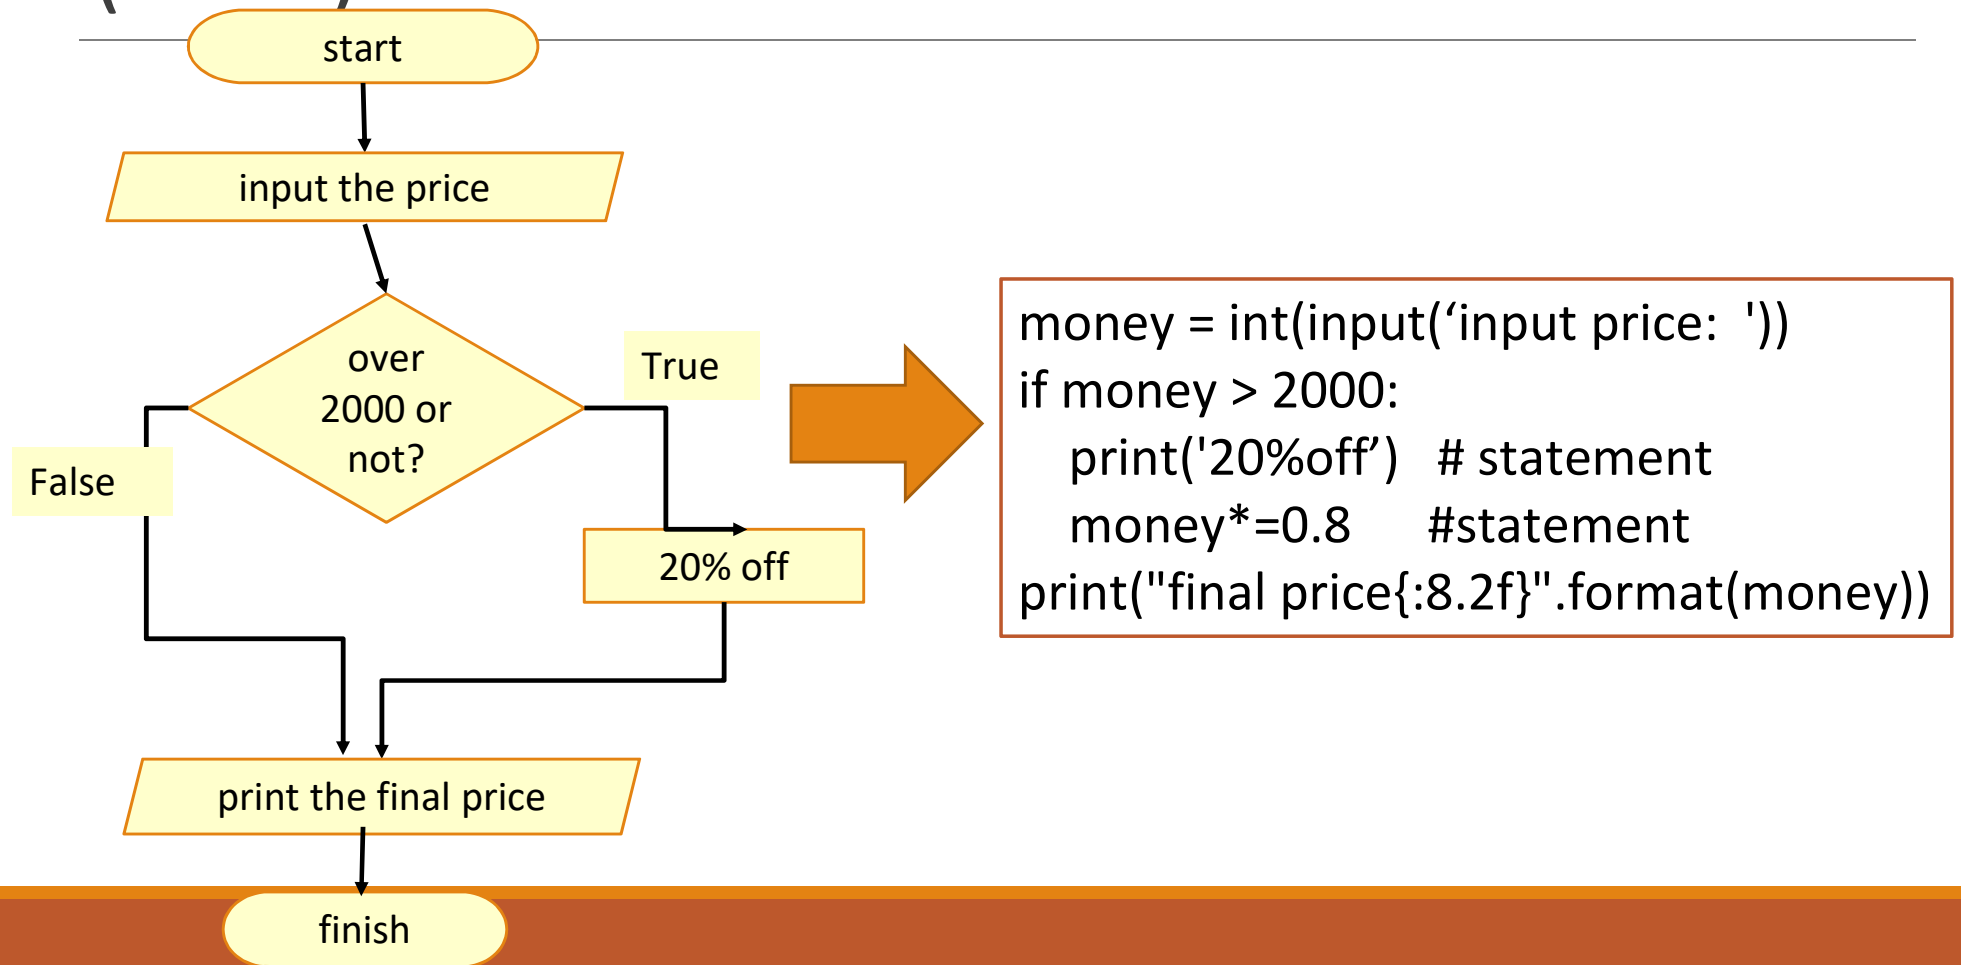 start
input the price
over
2000 or
not?
True
False
20% off
print the final price
finish
money = int(input(‘input price:  '))
if money > 2000:
   print('20%off’)   # statement
   money*=0.8      #statement
print("final price{:8.2f}".format(money))